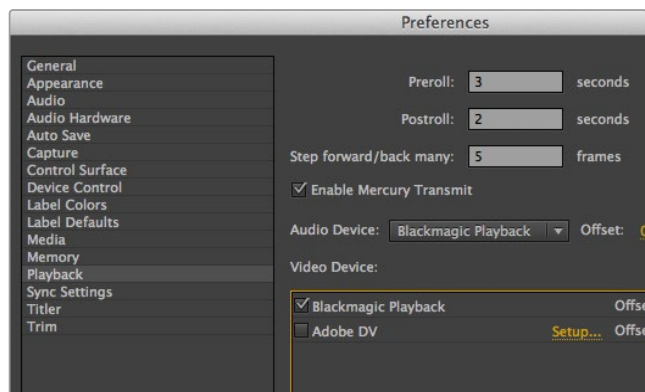 Preferences
General
Appearance
Audio
Audio Hardware
Auto Save
Capture
Control Surface
Device Control
Label Colors
Label Defaults
Media
Memory
Playback
Sync Settings
Titler
Trim
Preroll: 3 seconds
Postroll: 2 seconds
Step forward/back many: 5 frames
Enable Mercury Transmit
Audio Device: Blackmagic Playback Offset:
Video Device:
Blackmagic Playback Offse
Adobe DV Setup... Offse